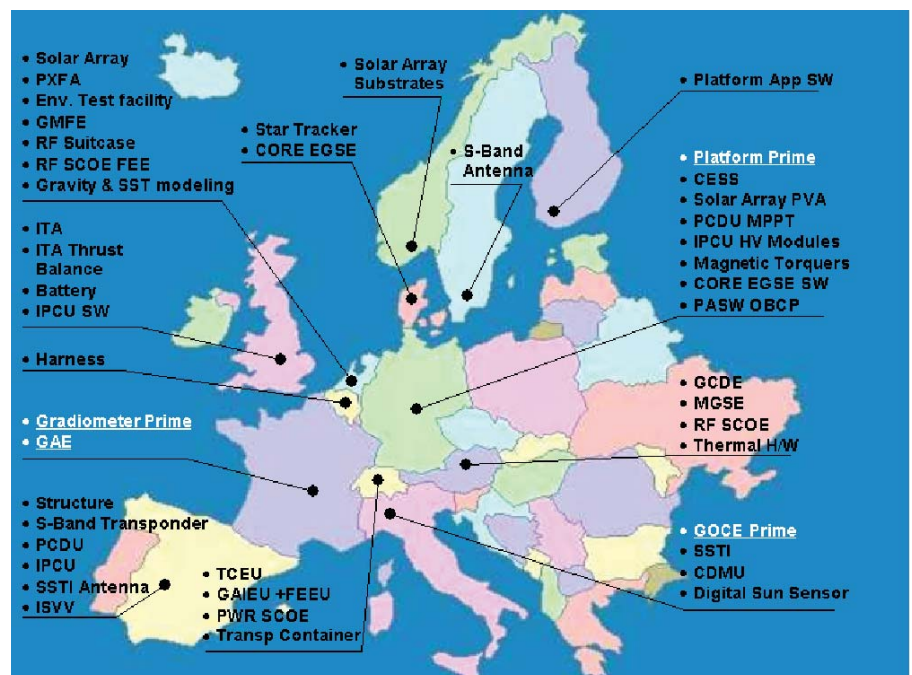 • Solar Array
• PXFA
• Env. Test facility
• GMFE
• RF Suitcase
• RF SCOE FEE
• Gravity & SST modeling
• ITA
• ITA Thrust
Balance
• Battery
• IPCU SW
• Harness
• Gradiometer Prime
• GAE
• Structure
• S-Band Transponder
• PCDU
• IPCU
• SSTI Antenna
• ISVV
• TCEU
• GAIEU +FEEU
• PWR SCOE
• Transp Container
• Solar Array
Substrates
• Star Tracker
• CORE EGSE
• S-Band
Antenna
• Platform App SW
• Platform Prime
• CESS
• Solar Array PVA
• PCDU MPPT
• IPCU HV Modules
• Magnetic Torquers
• CORE EGSE SW
• PASW OBCP
• GCDE
• MGSE
• RF SCOE
• Thermal H/W
• GOCE Prime
• SSTI
• CDMU
• Digital Sun Sensor